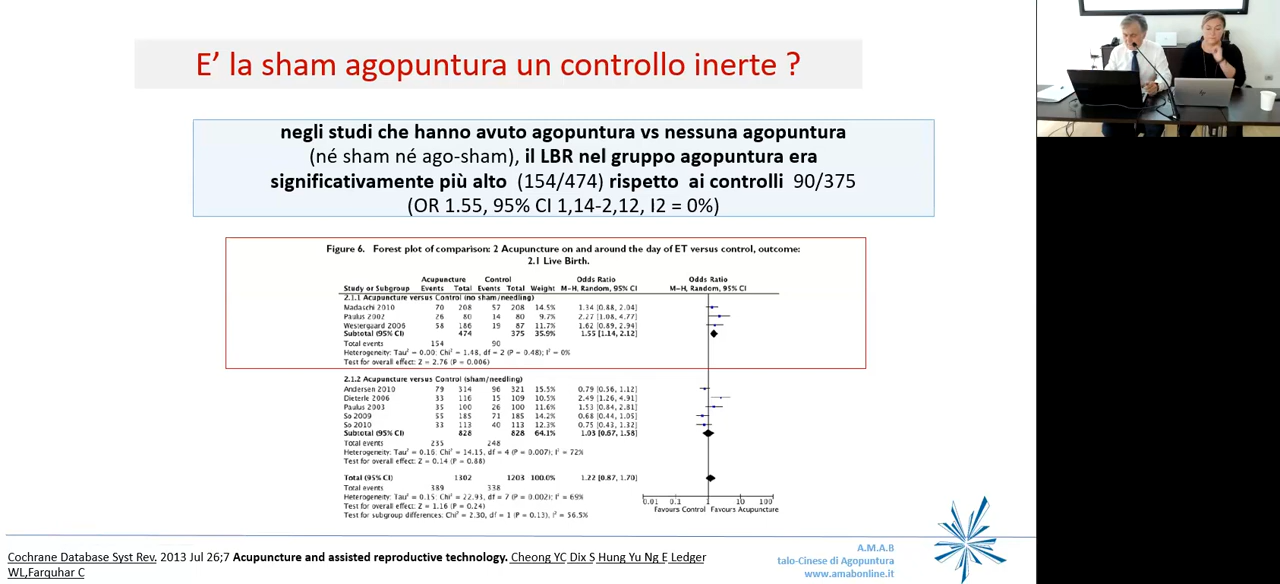 E' la sham agopuntura un controllo inerte ?
negli studi che hanno avuto agopuntura vs nessuna agopuntura
(né sham né ago-sham), il LBR nel gruppo agopuntura era
significativamente più alto (154/474) rispetto ai controlli 90/375
(OR 1.55, 95% CI 1,14-2,12, I2 = 0%)
Figure 6. Forest plot of comparison: 2 Acupuncture on and around the day of ET versus control, outcome:
2.1 Live Birth.
Acupuncture Control Odds Ratio Odds Ratio
Study or Subgroup Events Total Events Total Weight M-H, Random, 95% CI M-H, Random, 95% CI
2.1.1 Acupuncture versus Control (no sham/needling)
Madaschi 2010 70 208 57 208 14.5% 1.34 [0.88, 2.04]
Paulus 2002 26 80 14 80 9.7% 2.27 [1.08, 4.77]
Westergaard 2006 58 186 19 87 11.7% 1.62 [0.89, 2.94]
Subtotal (95% CI) 474 375 35.9% 1.55 [1.14, 2.12]
Total events 154 90
Heterogeneity: Tau² = 0.00; Chi² = 1.48, df = 2 (P = 0.48); I² = 0%
Test for overall effect: Z = 2.76 (P = 0.006)
2.1.2 Acupuncture versus Control (sham/needling)
Andersen 2010 79 314 96 321 15.5% 0.79 [0.56, 1.12]
Dieterle 2006 33 116 15 109 10.5% 2.49 [1.26, 4.91]
Paulus 2003 35 100 26 100 11.6% 1.53 [0.84, 2.81]
So 2009 55 185 71 185 14.2% 0.68 [0.44, 1.05]
So 2010 33 113 40 113 12.3% 0.75 [0.43, 1.32]
Subtotal (95% CI) 828 828 64.1% 1.03 [0.67, 1.58]
Total events 235 248
Heterogeneity: Tau² = 0.16; Chi² = 14.15, df = 4 (P = 0.007); I² = 72%
Test for overall effect: Z = 0.14 (P = 0.88)
Total (95% CI) 1302 1203 100.0% 1.22 [0.87, 1.70]
Total events 389 338
Heterogeneity: Tau² = 0.15; Chi² = 22.93, df = 7 (P = 0.002); I² = 69%
Test for overall effect: Z = 1.16 (P = 0.24)
Test for subgroup differences: Chi² = 2.30, df = 1 (P = 0.13), I² = 56.5%
0.01 0.1 1 10 100
Favours Control Favours Acupuncture
Cochrane Database Syst Rev. 2013 Jul 26;7 Acupuncture and assisted reproductive technology. Cheong YC Dix S Hung Yu Ng E Ledger
WL,Farquhar C
A.M.A.B
talo-Cinese di Agopuntura
www.amabonline.it